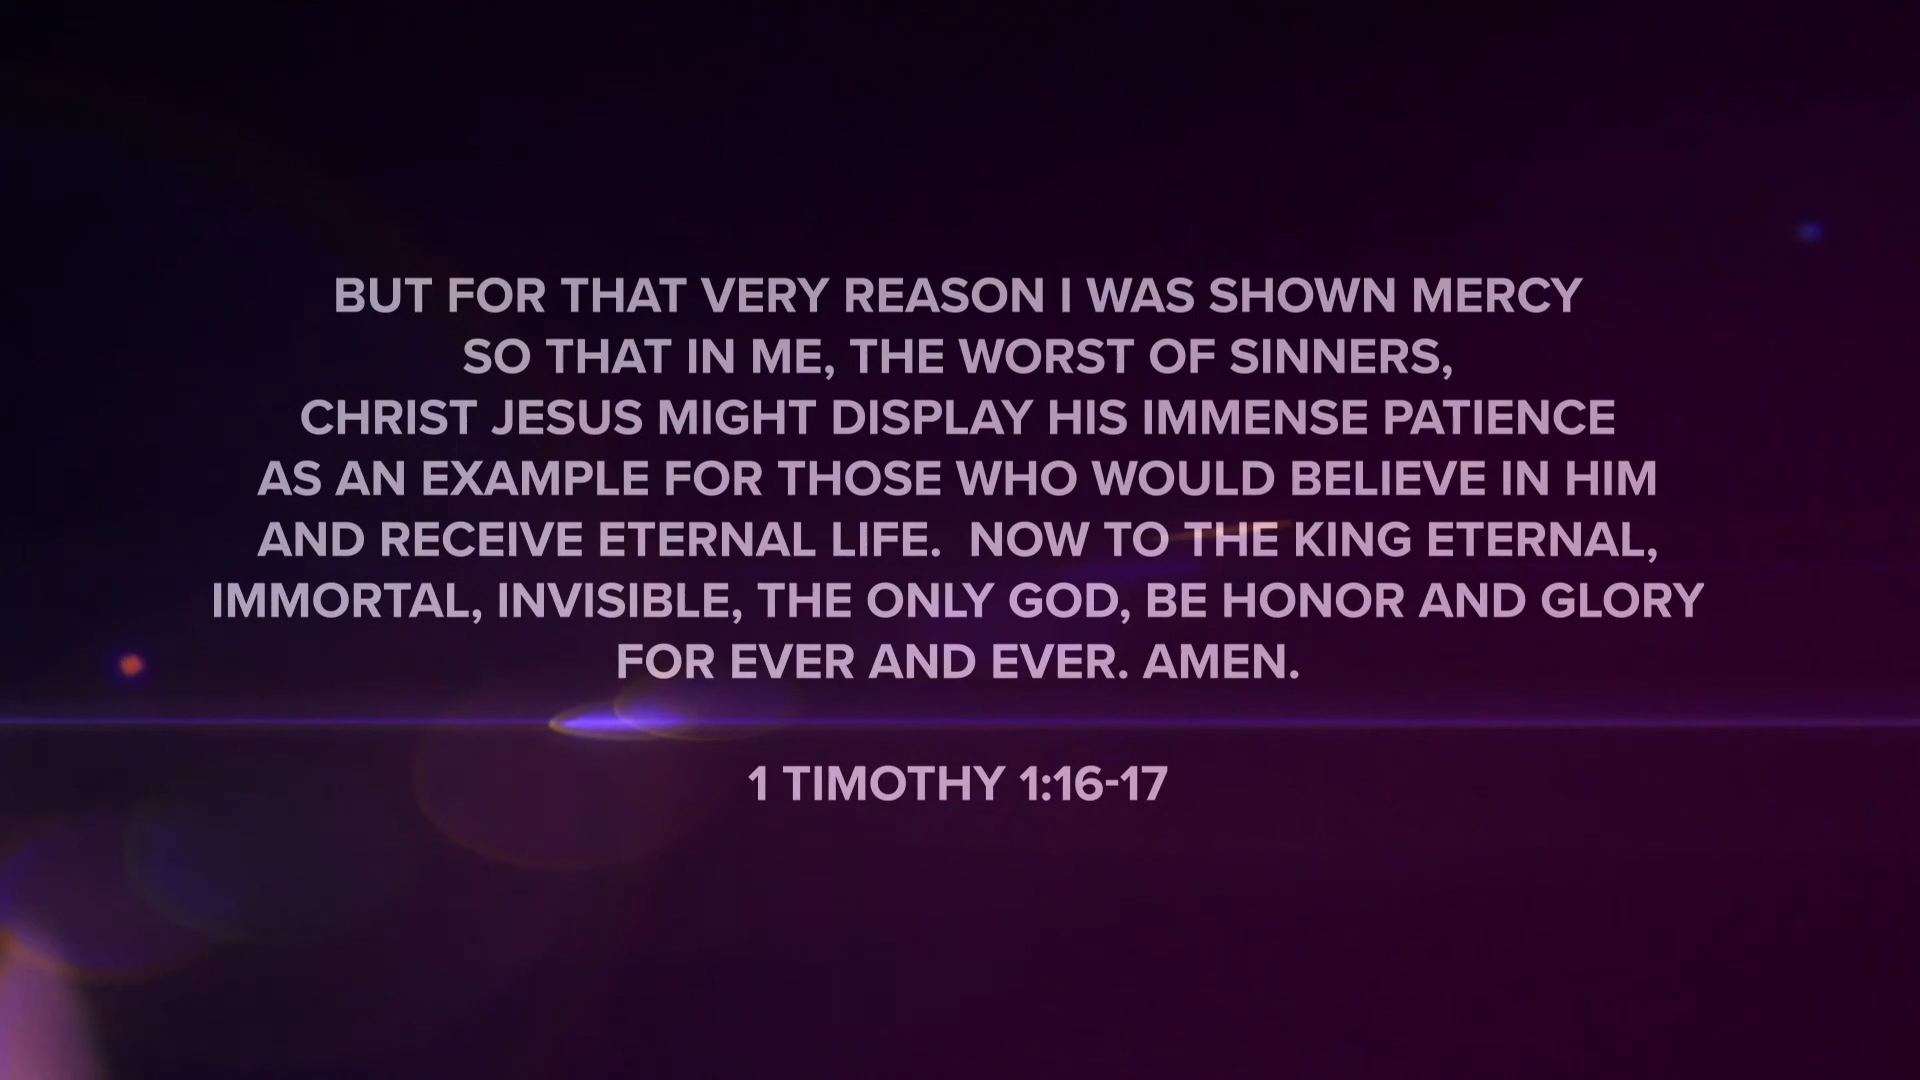 BUT FOR THAT VERY REASON I WAS SHOWN MERCY
SO THAT IN ME, THE WORST OF SINNERS,
CHRIST JESUS MIGHT DISPLAY HIS IMMENSE PATIENCE
AS AN EXAMPLE FOR THOSE WHO WOULD BELIEVE IN HIM
AND RECEIVE ETERNAL LIFE.  NOW TO THE KING ETERNAL,
IMMORTAL, INVISIBLE, THE ONLY GOD, BE HONOR AND GLORY
FOR EVER AND EVER. AMEN.
1 TIMOTHY 1:16-17